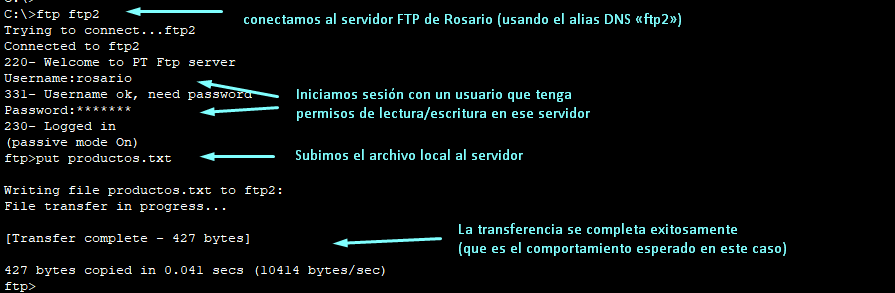 C:\>
C:\>ftp ftp2
conectamos al servidor FTP de Rosario (usando el alias DNS «ftp2»)
Trying to connect...ftp2
Connected to ftp2
220- Welcome to PT Ftp server
Username:rosario
331- Username ok, need password
Iniciamos sesión con un usuario que tenga
permisos de lectura/escritura en ese servidor
Password:*******
230- Logged in
(passive mode On)
ftp>put productos.txt
Subimos el archivo local al servidor
Writing file productos.txt to ftp2:
File transfer in progress...
[Transfer complete - 427 bytes]
La transferencia se completa exitosamente
(que es el comportamiento esperado en este caso)
427 bytes copied in 0.041 secs (10414 bytes/sec)
ftp>